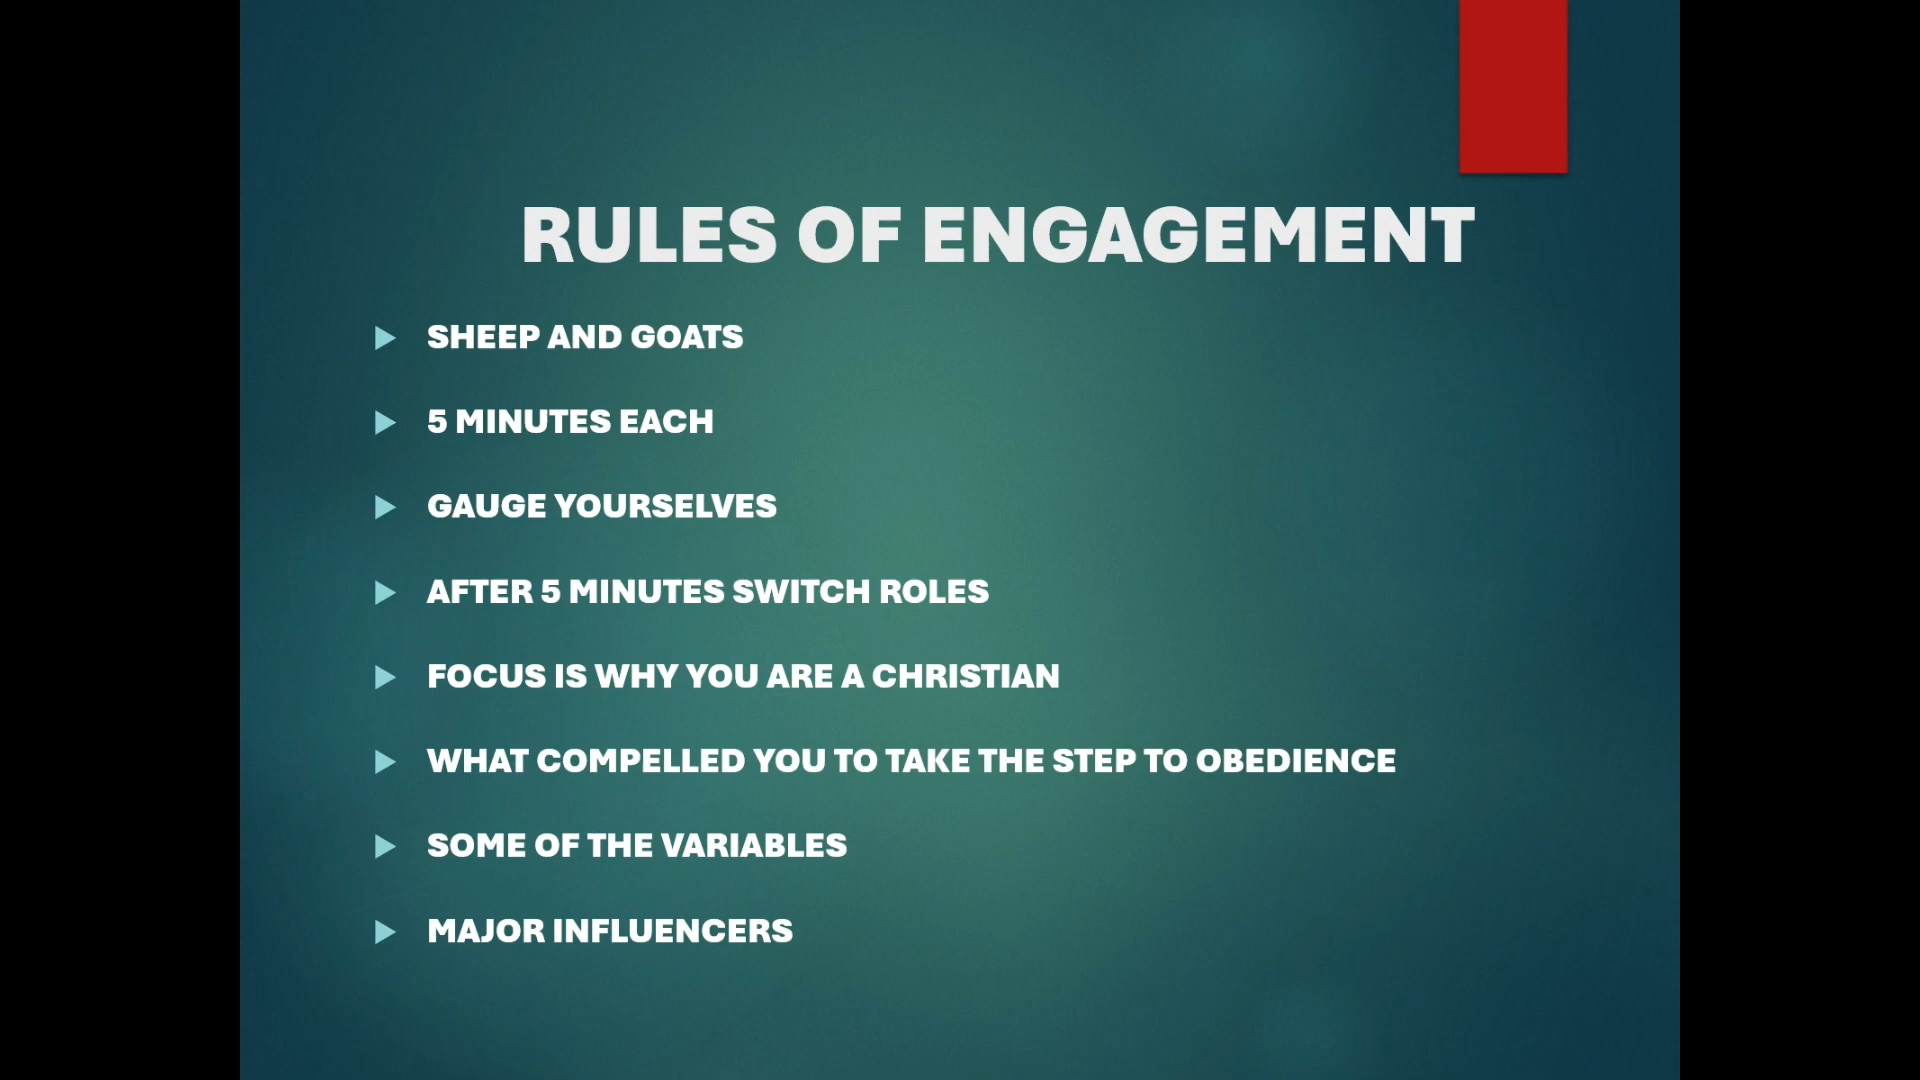 RULES OF ENGAGEMENT
SHEEP AND GOATS
5 MINUTES EACH
GAUGE YOURSELVES
AFTER 5 MINUTES SWITCH ROLES
FOCUS IS WHY YOU ARE A CHRISTIAN
WHAT COMPELLED YOU TO TAKE THE STEP TO OBEDIENCE
SOME OF THE VARIABLES
MAJOR INFLUENCERS